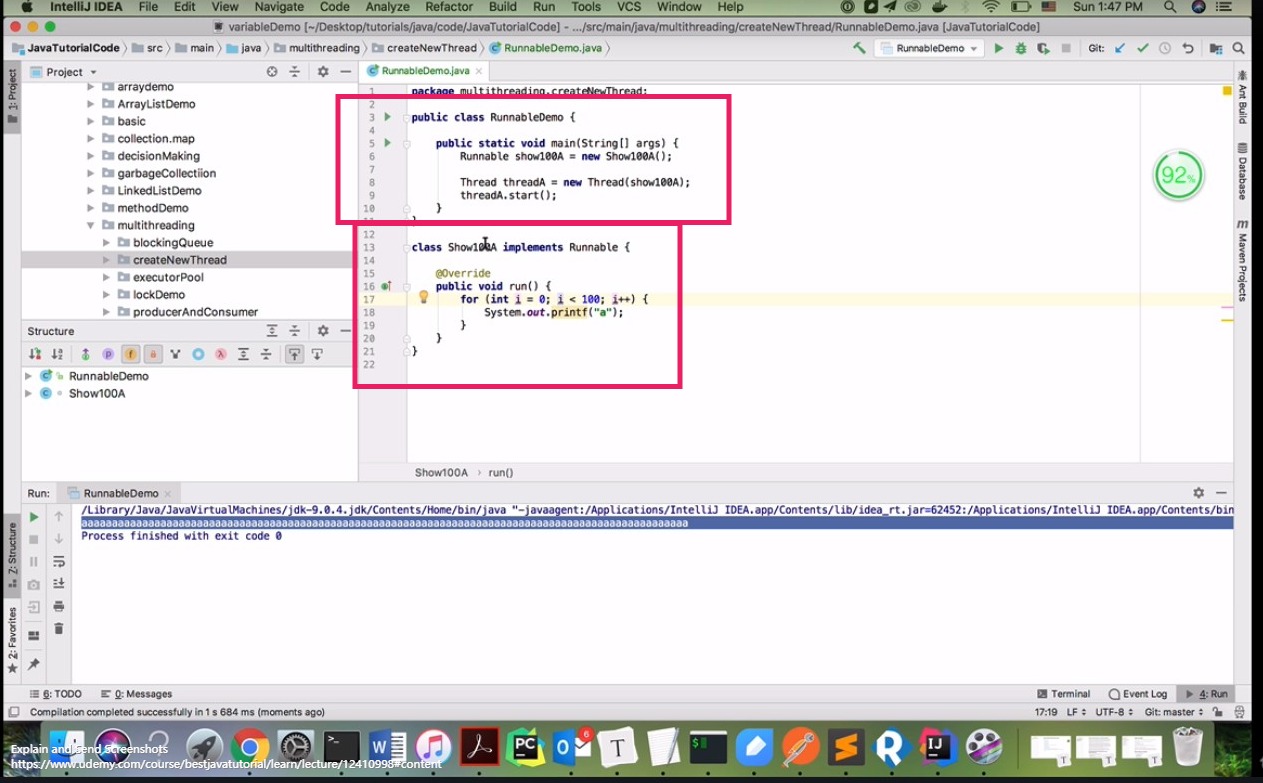 IntelliJ IDEA File Edit View Navigate Code Analyze Refactor Build Run Tools VCS Window Help Sun 1:47 PM
variableDemo [~/Desktop/tutorials/java/code/JavaTutorialCode] - .../src/main/java/multithreading/createNewThread/RunnableDemo.java [JavaTutorialCode]
JavaTutorialCode src main java multithreading createNewThread RunnableDemo.java RunnableDemo Git:
1: Project
Project
arraydemo
ArrayListDemo
basic
collection.map
decisionMaking
garbageColleciion
LinkedListDemo
methodDemo
multithreading
blockingQueue
createNewThread
executorPool
lockDemo
producerAndConsumer
Structure
RunnableDemo
Show100A
RunnableDemo.java
1 package multithreading.createNewThread;
2
3 public class RunnableDemo {
4
5 public static void main(String[] args) {
6 Runnable show100A = new Show100A();
7
8 Thread threadA = new Thread(show100A);
9 threadA.start();
10 }
}
12
13 class Show100A implements Runnable {
14
15 @Override
16 public void run() {
17 for (int i = 0; i < 100; i++) {
18 System.out.printf("a");
19 }
20 }
21 }
22
Show100A › run()
92%
Ant Build
Database
Maven Projects
Run: RunnableDemo
/Library/Java/JavaVirtualMachines/jdk-9.0.4.jdk/Contents/Home/bin/java "-javaagent:/Applications/IntelliJ IDEA.app/Contents/lib/idea_rt.jar=62452:/Applications/IntelliJ IDEA.app/Contents/bin
aaaaaaaaaaaaaaaaaaaaaaaaaaaaaaaaaaaaaaaaaaaaaaaaaaaaaaaaaaaaaaaaaaaaaaaaaaaaaaaaaaaaaaaaaaaaaaaaaaaa
Process finished with exit code 0
7: Structure
2: Favorites
6: TODO 0: Messages Terminal Event Log 4: Run
Compilation completed successfully in 1 s 684 ms (moments ago) 17:19 LF UTF-8 Git: master
Explain and Send Screenshots
https://www.udemy.com/course/bestjavatutorial/learn/lecture/12410998#content